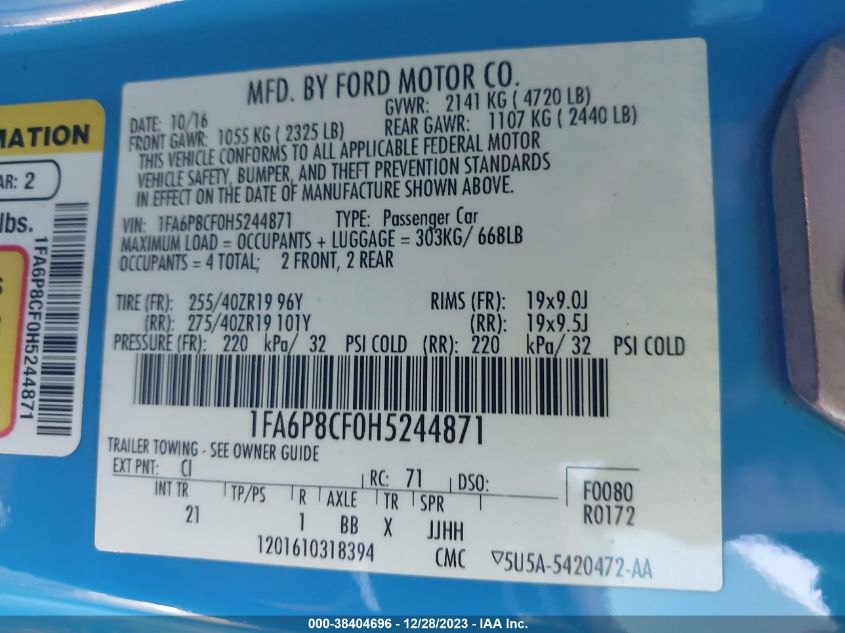 MATION
AR: 2
lbs.
1FA6P8CF0H5244871
MFD. BY FORD MOTOR CO.
DATE: 10/16 GVWR: 2141 KG ( 4720 LB)
FRONT GAWR: 1055 KG ( 2325 LB) REAR GAWR: 1107 KG ( 2440 LB)
THIS VEHICLE CONFORMS TO ALL APPLICABLE FEDERAL MOTOR
VEHICLE SAFETY, BUMPER, AND THEFT PREVENTION STANDARDS
IN EFFECT ON THE DATE OF MANUFACTURE SHOWN ABOVE.
VIN: 1FA6P8CF0H5244871 TYPE: Passenger Car
MAXIMUM LOAD = OCCUPANTS + LUGGAGE = 303KG/ 668LB
OCCUPANTS = 4 TOTAL; 2 FRONT, 2 REAR
TIRE (FR): 255/40ZR19 96Y RIMS (FR): 19x9.0J
(RR): 275/40ZR19 101Y (RR): 19x9.5J
PRESSURE (FR): 220 kPa/ 32 PSI COLD (RR): 220 kPa/ 32 PSI COLD
1FA6P8CF0H5244871
TRAILER TOWING - SEE OWNER GUIDE
EXT PNT: CI RC: 71 DSO: F0080
INT TR TP/PS R AXLE TR SPR R0172
21 1 BB X JJHH
1201610318394 CMC ▽5U5A-5420472-AA
000-38404696 - 12/28/2023 - IAA Inc.